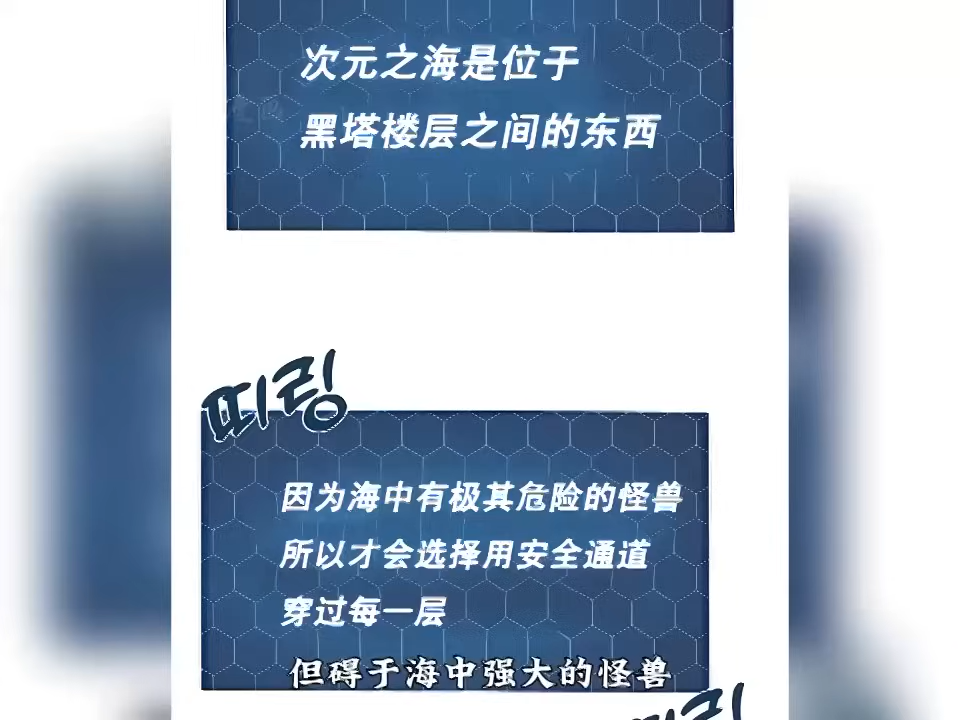 次元之海是位于
黑塔楼层之间的东西
띠링
因为海中有极其危险的怪兽
所以才会选择用安全通道
穿过每一层
但碍于海中强大的怪兽